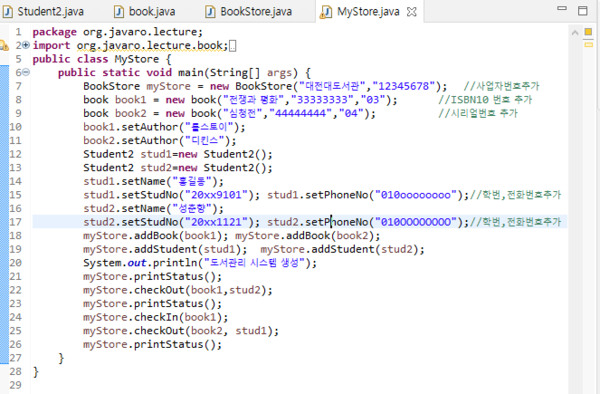 Student2.java book.java BookStore.java MyStore.java
1 package org.javaro.lecture;
2 import org.javaro.lecture.book;
5 public class MyStore {
6 public static void main(String[] args) {
7 BookStore myStore = new BookStore("대전대도서관","12345678"); //사업자번호추가
8 book book1 = new book("전쟁과 평화","33333333","03"); //ISBN10 번호 추가
9 book book2 = new book("심청전","44444444","04"); //시리얼번호 추가
10 book1.setAuthor("톨스토이");
11 book2.setAuthor("디킨스");
12 Student2 stud1=new Student2();
13 Student2 stud2=new Student2();
14 stud1.setName("홍길동");
15 stud1.setStudNo("20xx9101"); stud1.setPhoneNo("010oooooooo");//학번,전화번호추가
16 stud2.setName("성춘향");
17 stud2.setStudNo("20xx1121"); stud2.setPhoneNo("010OOOOOOOO");//학번,전화번호추가
18 myStore.addBook(book1); myStore.addBook(book2);
19 myStore.addStudent(stud1); myStore.addStudent(stud2);
20 System.out.println("도서관리 시스템 생성");
21 myStore.printStatus();
22 myStore.checkOut(book1,stud2);
23 myStore.printStatus();
24 myStore.checkIn(book1);
25 myStore.checkOut(book2, stud1);
26 myStore.printStatus();
27 }
28 }
29